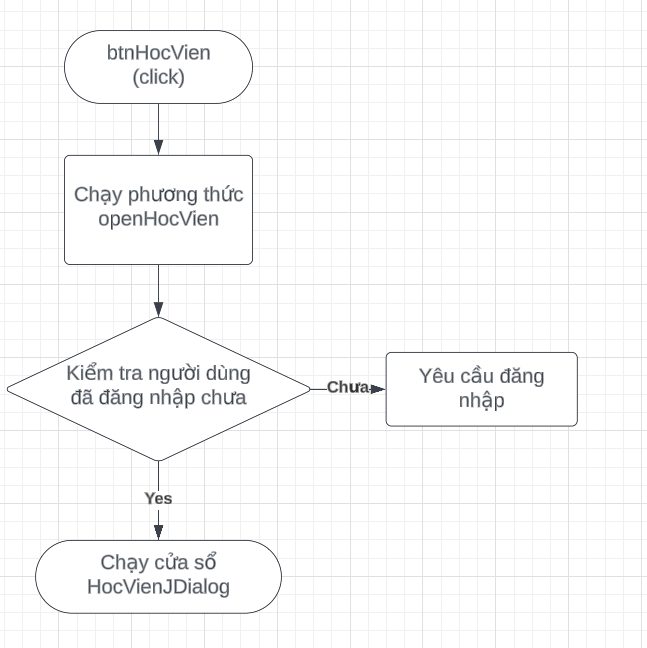 btnHocVien
(click)
Chạy phương thức
openHocVien
Kiểm tra người dùng
đã đăng nhập chưa
Chưa
Yêu cầu đăng
nhập
Yes
Chạy cửa sổ
HocVienJDialog